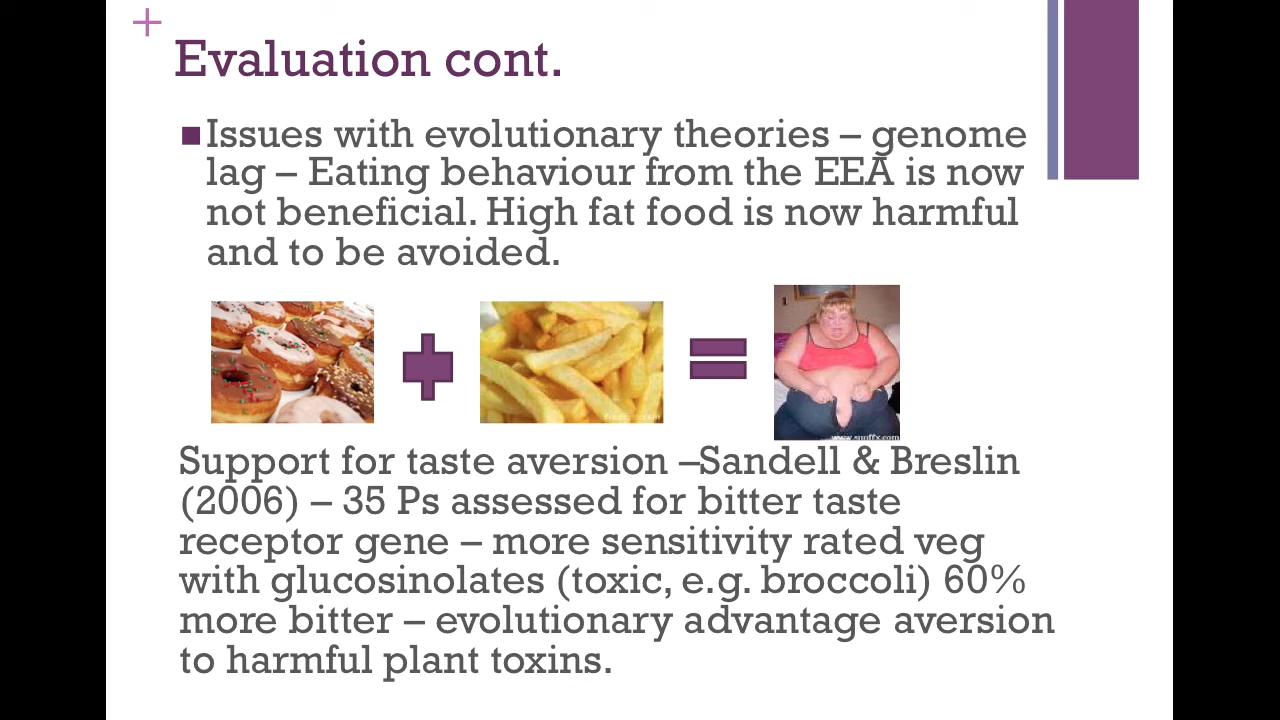 Evaluation cont.
Issues with evolutionary theories – genome
lag – Eating behaviour from the EEA is now
not beneficial. High fat food is now harmful
and to be avoided.
Support for taste aversion –Sandell & Breslin
(2006) – 35 Ps assessed for bitter taste
receptor gene – more sensitivity rated veg
with glucosinolates (toxic, e.g. broccoli) 60%
more bitter – evolutionary advantage aversion
to harmful plant toxins.